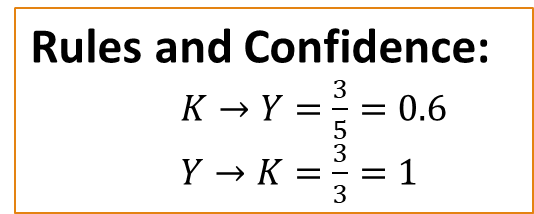 Rules and Confidence:
K → Y = 3/5 = 0.6
Y → K = 3/3 = 1